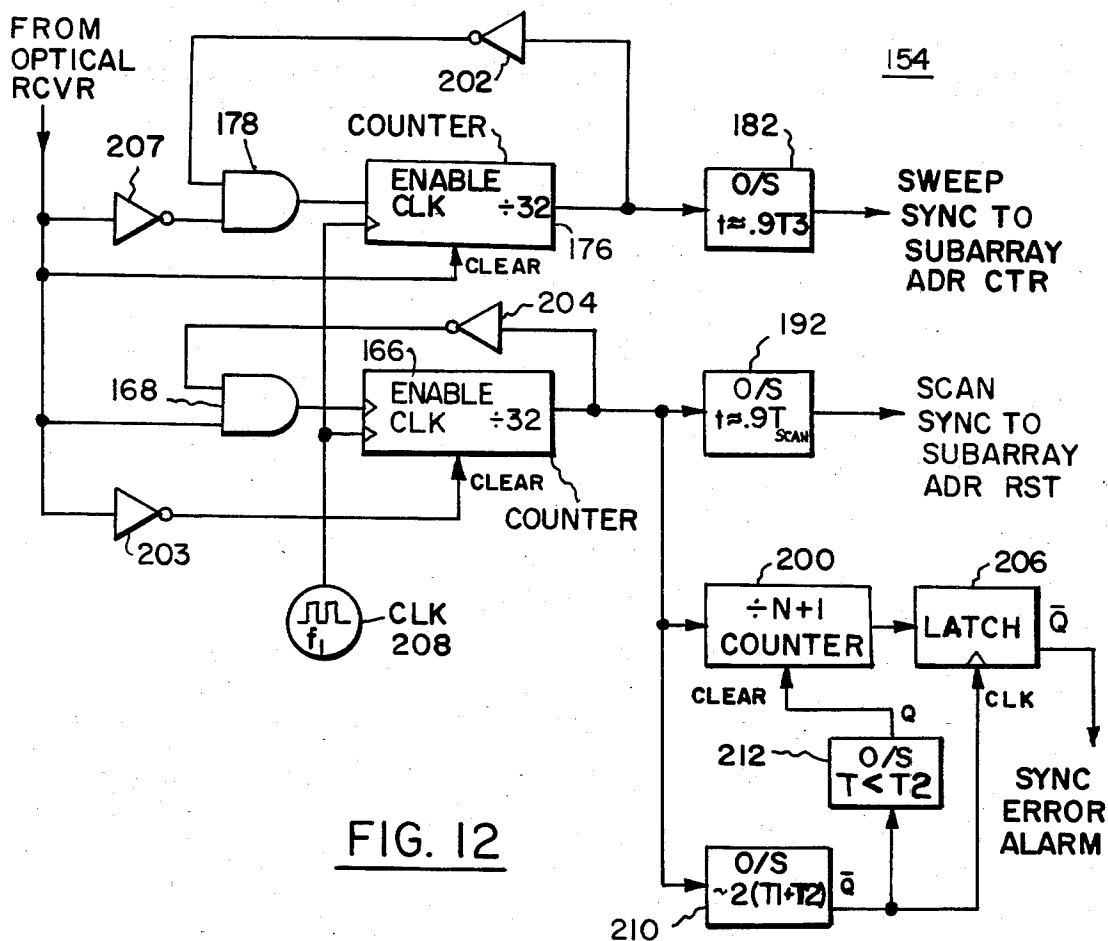 FROM
OPTICAL
RCVR
202
154
207
178
COUNTER
182
ENABLE
CLK ÷32
176
CLEAR
O/S
t≈.9T3
SWEEP
SYNC TO
SUBARRAY
ADR CTR
204
166
192
168
ENABLE
CLK ÷32
CLEAR
COUNTER
O/S
t≈.9TSCAN
SCAN
SYNC TO
SUBARRAY
ADR RST
203
f1
CLK
208
200
206
÷N+1
COUNTER
LATCH
Q̄
CLEAR
Q
CLK
212
O/S
T<T2
SYNC
ERROR
ALARM
FIG. 12
O/S
~2(T1+T2)
Q̄
210